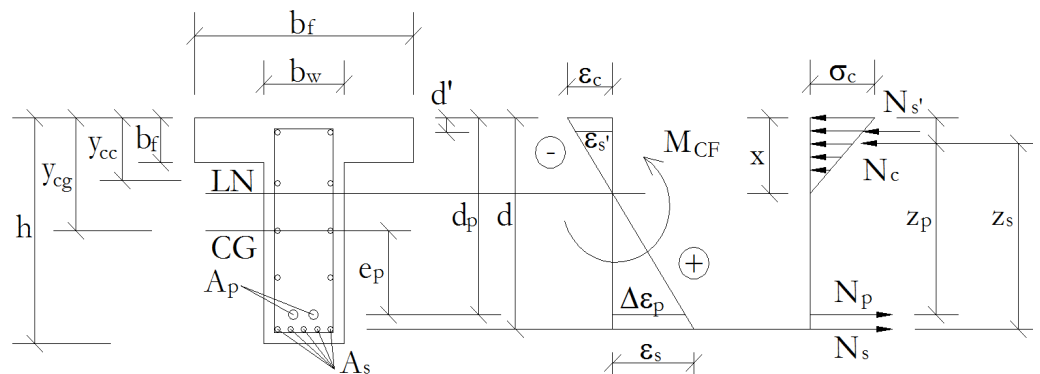 bf
bw
d'
εc
σc
Ns'
εs'
MCF
ycc
bf
ycg
-
x
Nc
LN
h
dp
d
zp
zs
CG
ep
+
Ap
Δεp
Np
Ns
As
εs